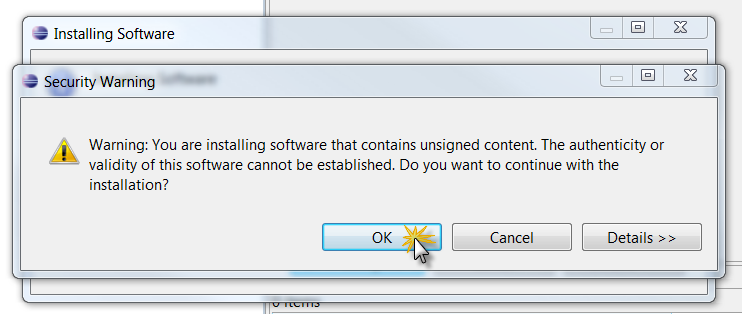 Installing Software
Security Warning
Software
Warning: You are installing software that contains unsigned content. The authenticity or
validity of this software cannot be established. Do you want to continue with the
installation?
OK
Cancel
Details >>
0 items